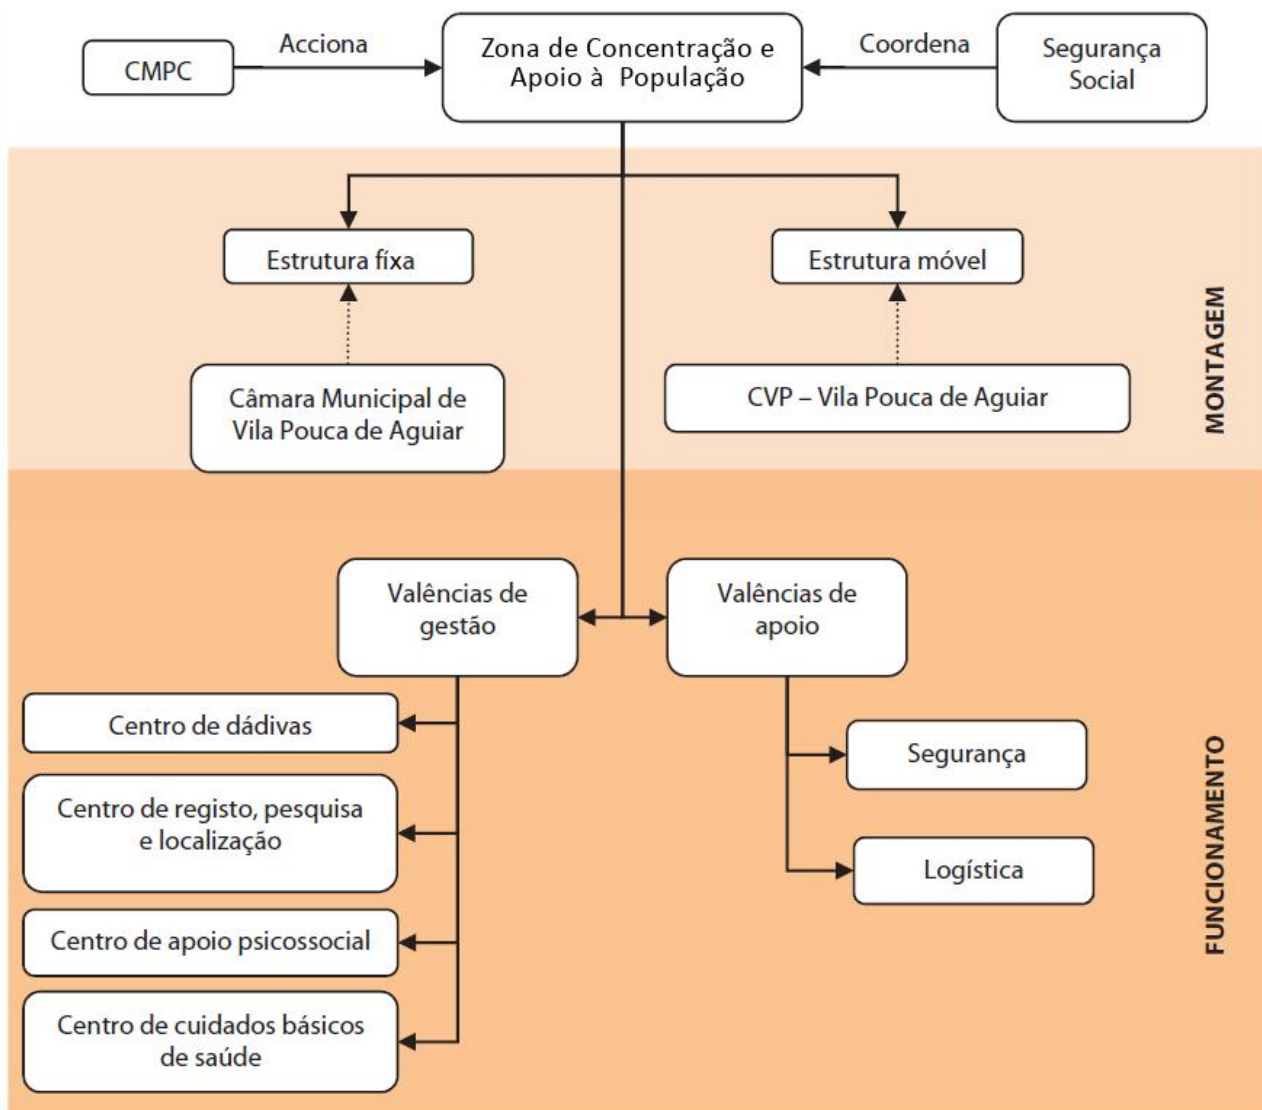 Acciona
Zona de Concentração e
Apoio à População
Coordena
Segurança
Social
CMPC
Estrutura fíxa
Estrutura móvel
Câmara Municipal de
Vila Pouca de Aguiar
CVP – Vila Pouca de Aguiar
MONTAGEM
Valências de
gestão
Valências de
apoio
Centro de dádivas
Centro de registo, pesquisa
e localização
Centro de apoio psicossocial
Centro de cuidados básicos
de saúde
Segurança
Logística
FUNCIONAMENTO